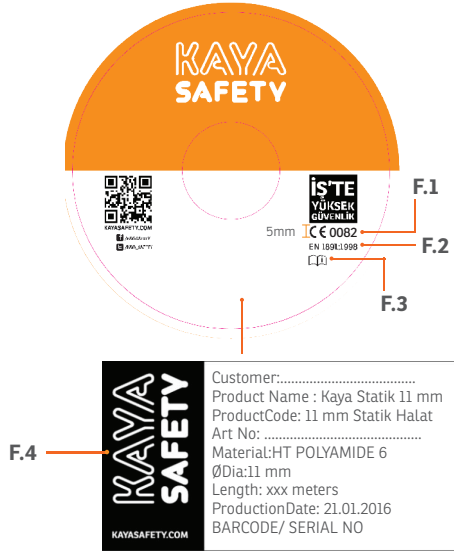 KAYA
SAFETY
KAYASAFETY.COM
İŞ'TE
YÜKSEK
GÜVENLİK
5mm
CE 0082
EN 1891:1998
F.1
F.2
F.3
F.4
KAYA
SAFETY
KAYASAFETY.COM
Customer:.....................................
Product Name : Kaya Statik 11 mm
ProductCode: 11 mm Statik Halat
Art No: ...........................................
Material:HT POLYAMIDE 6
ØDia:11 mm
Length: xxx meters
ProductionDate: 21.01.2016
BARCODE/ SERIAL NO